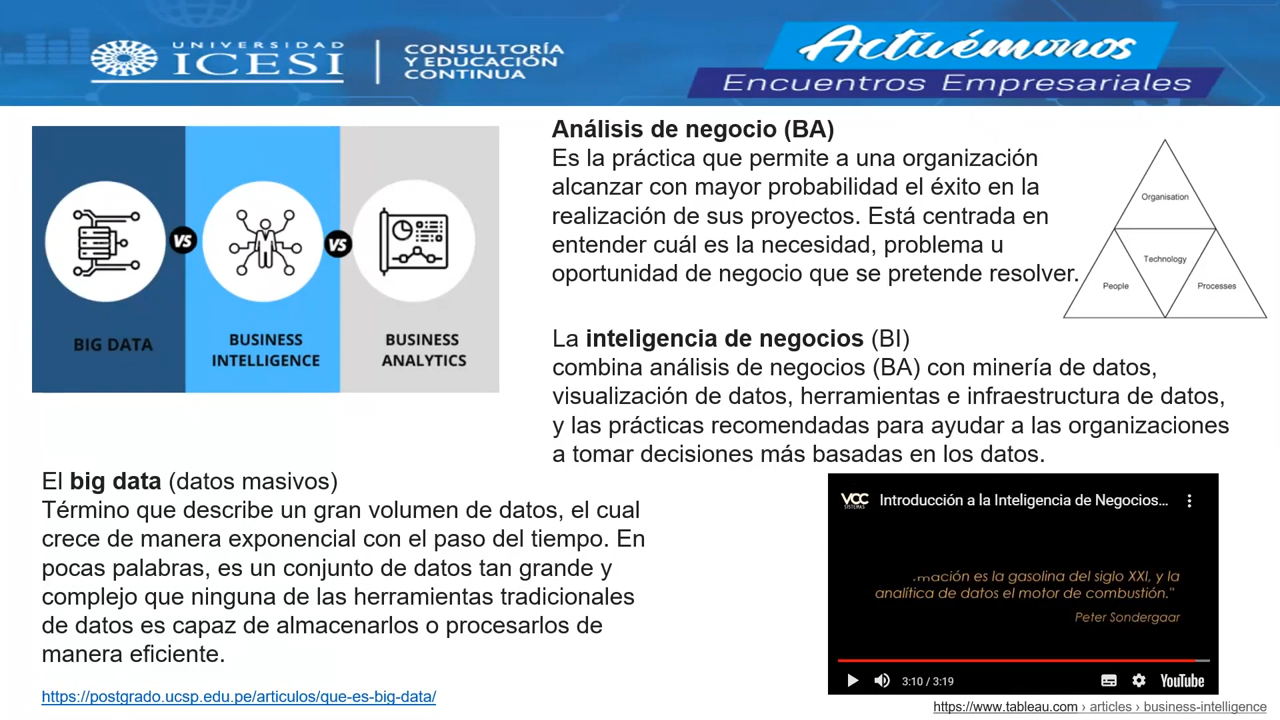 UNIVERSIDAD
ICESI
CONSULTORÍA
Y EDUCACIÓN
CONTINUA
Activémonos
Encuentros Empresariales
BIG DATA
VS
BUSINESS
INTELLIGENCE
VS
BUSINESS
ANALYTICS
Análisis de negocio (BA)
Es la práctica que permite a una organización
alcanzar con mayor probabilidad el éxito en la
realización de sus proyectos. Está centrada en
entender cuál es la necesidad, problema u
oportunidad de negocio que se pretende resolver.
Organisation
Technology
People
Processes
La inteligencia de negocios (BI)
combina análisis de negocios (BA) con minería de datos,
visualización de datos, herramientas e infraestructura de datos,
y las prácticas recomendadas para ayudar a las organizaciones
a tomar decisiones más basadas en los datos.
El big data (datos masivos)
Término que describe un gran volumen de datos, el cual
crece de manera exponencial con el paso del tiempo. En
pocas palabras, es un conjunto de datos tan grande y
complejo que ninguna de las herramientas tradicionales
de datos es capaz de almacenarlos o procesarlos de
manera eficiente.
https://postgrado.ucsp.edu.pe/articulos/que-es-big-data/
VOC
SISTEMAS
Introducción a la Inteligencia de Negocios...
mación es la gasolina del siglo XXI, y la
analítica de datos el motor de combustión."
Peter Sondergaar
3:10 / 3:19
YouTube
https://www.tableau.com › articles › business-intelligence